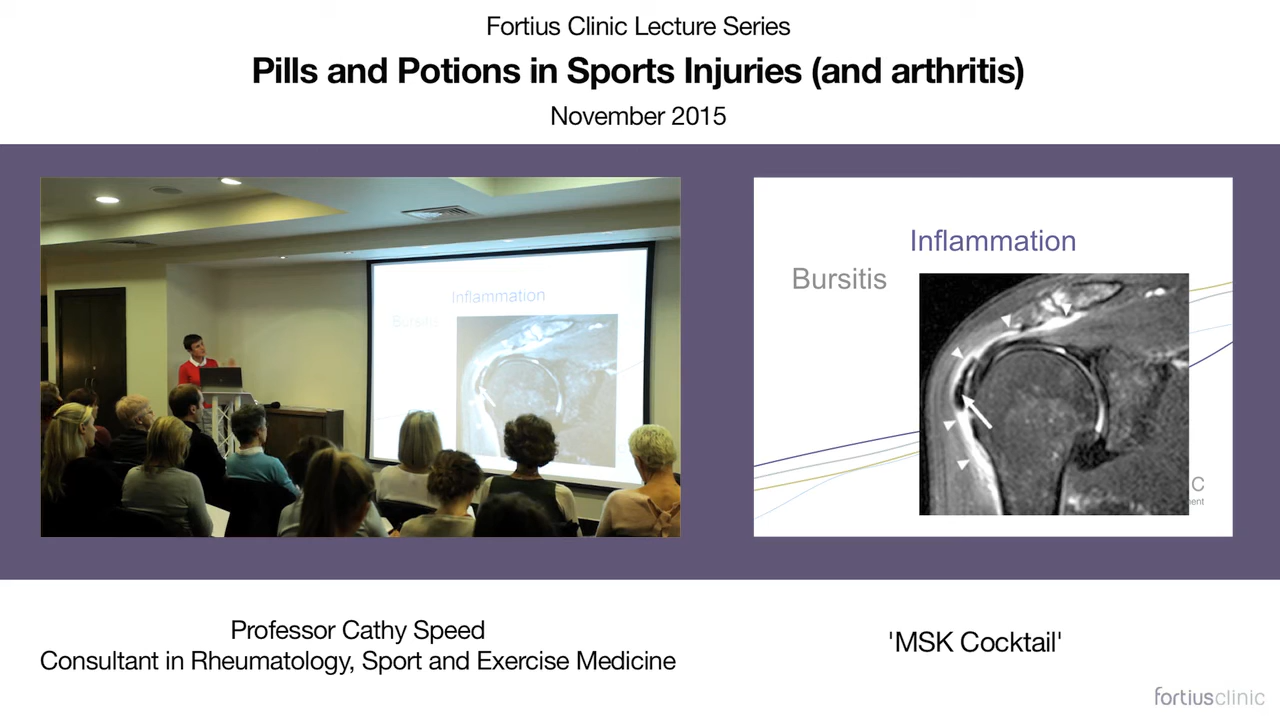 Fortius Clinic Lecture Series
Pills and Potions in Sports Injuries (and arthritis)
November 2015
Inflammation
Bursitis
Inflammation
Bursitis
C
ment
Professor Cathy Speed
Consultant in Rheumatology, Sport and Exercise Medicine
'MSK Cocktail'
fortiusclinic